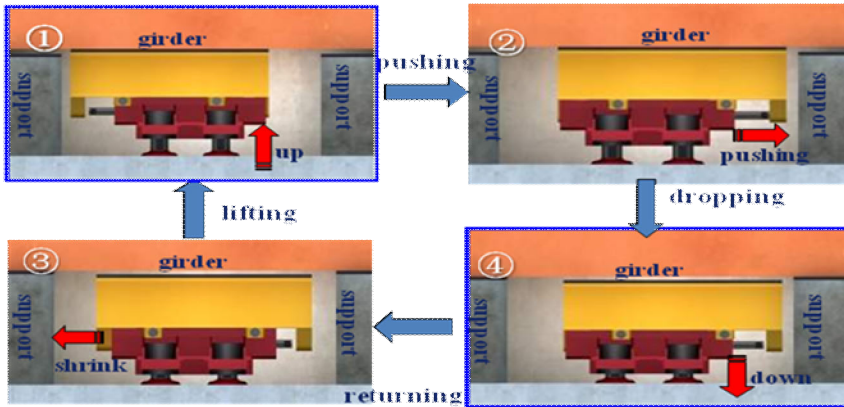 ①
girder
support
support
up
pushing
②
girder
support
support
pushing
dropping
④
girder
support
support
down
returning
③
girder
support
support
shrink
lifting